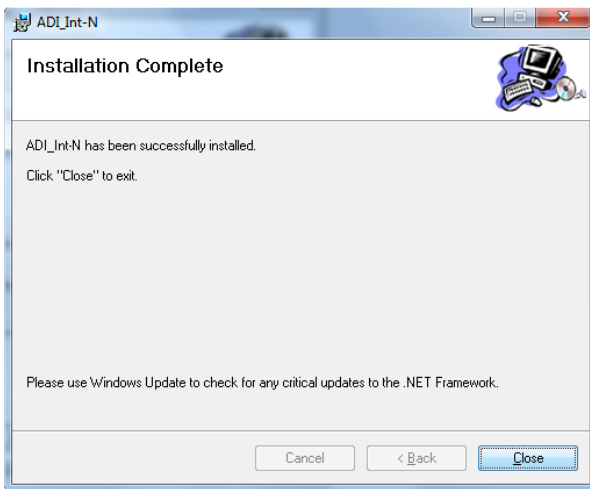 ADI_Int-N
Installation Complete
ADI_Int-N has been successfully installed.
Click "Close" to exit.
Please use Windows Update to check for any critical updates to the .NET Framework.
Cancel
< Back
Close